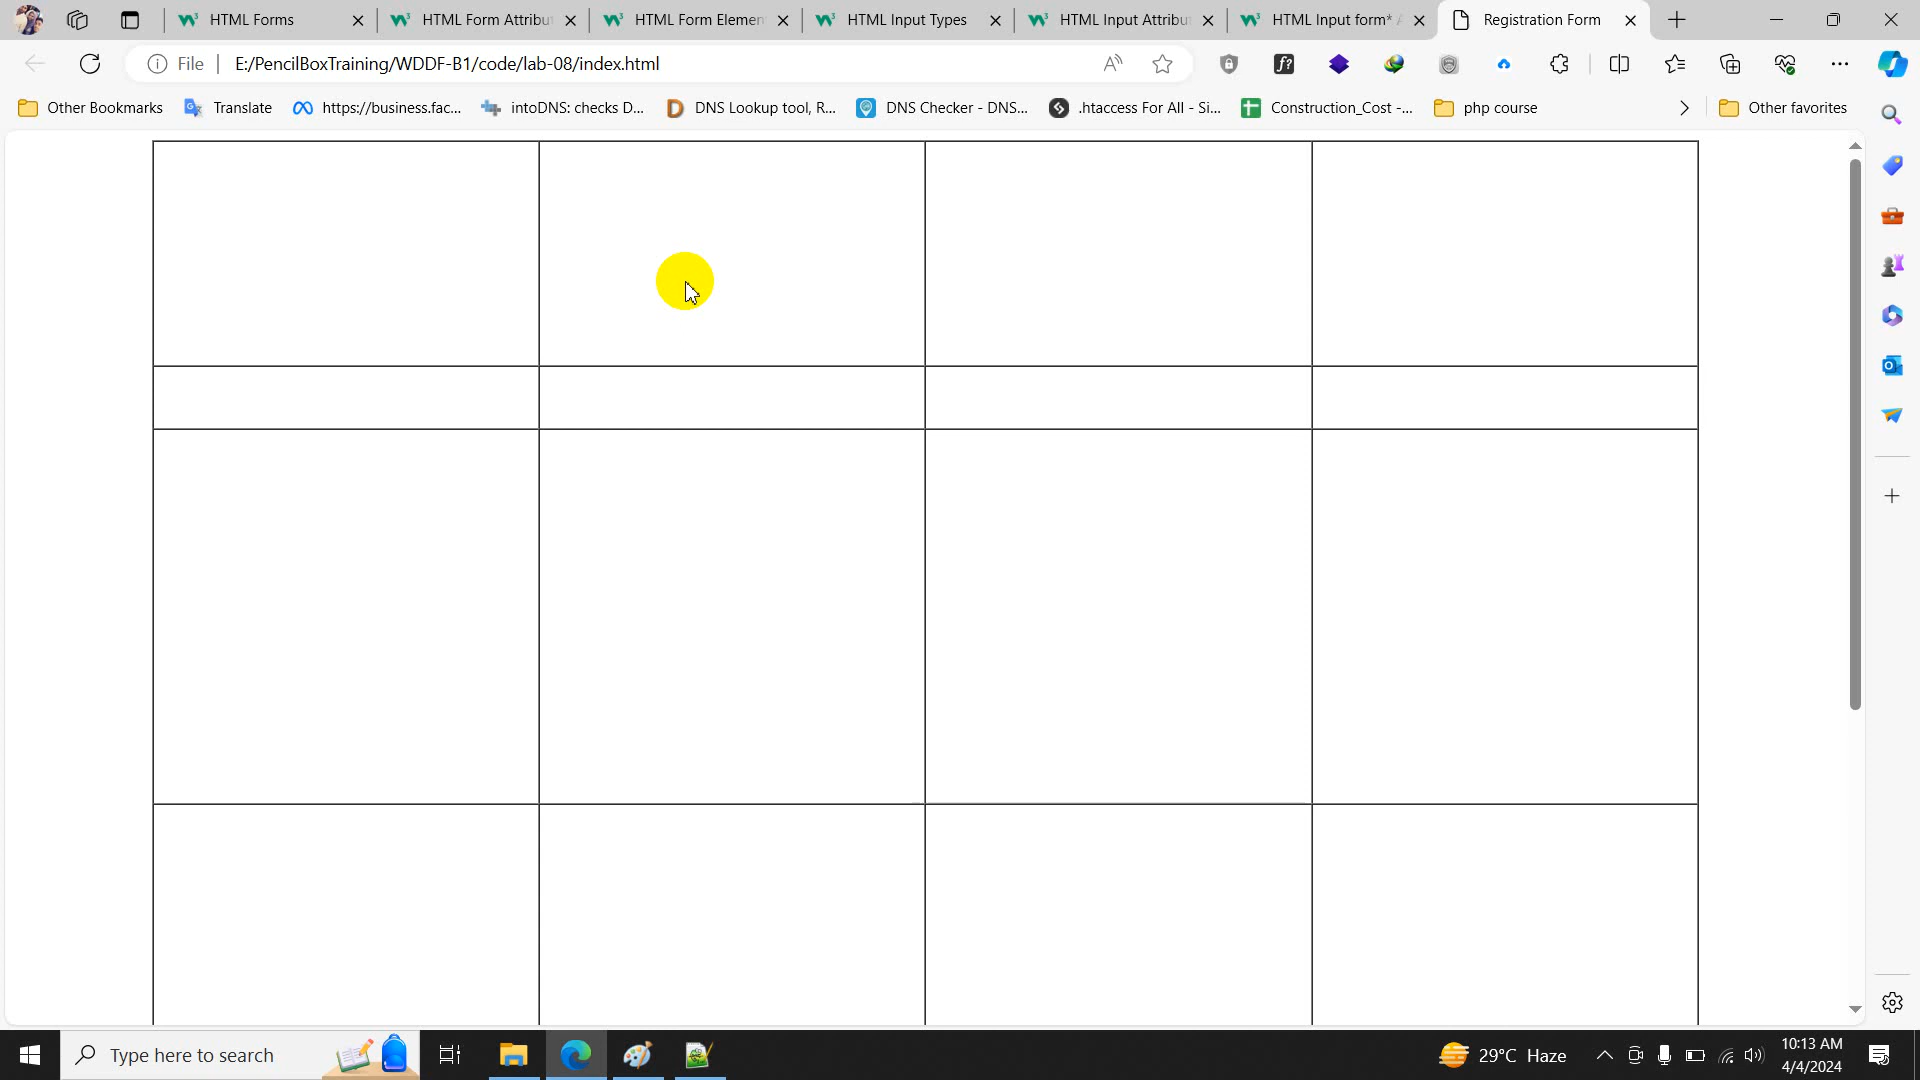 HTML Forms
HTML Form Attribu
HTML Form Elemen
HTML Input Types
HTML Input Attribu
HTML Input form*
Registration Form
File
E:/PencilBoxTraining/WDDF-B1/code/lab-08/index.html
Other Bookmarks
Translate
https://business.fac...
intoDNS: checks D...
DNS Lookup tool, R...
DNS Checker - DNS...
.htaccess For All - Si...
Construction_Cost -...
php course
Other favorites
Type here to search
29°C Haze
10:13 AM
4/4/2024